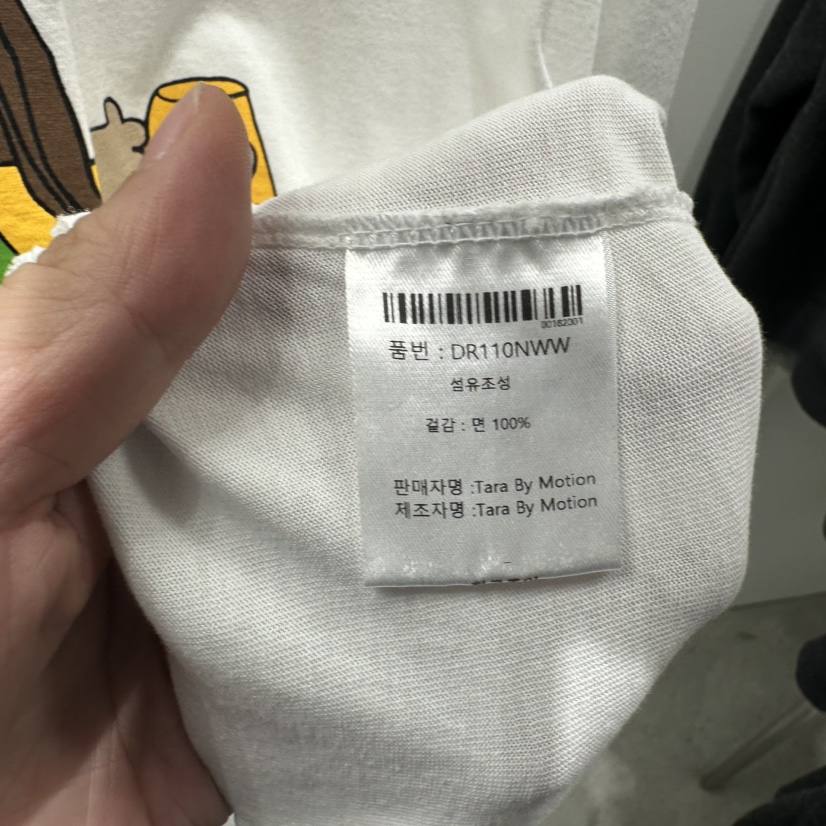 00162001
품번 : DR110NWW
섬유조성
겉감 : 면 100%
판매자명 :Tara By Motion
제조자명 :Tara By Motion